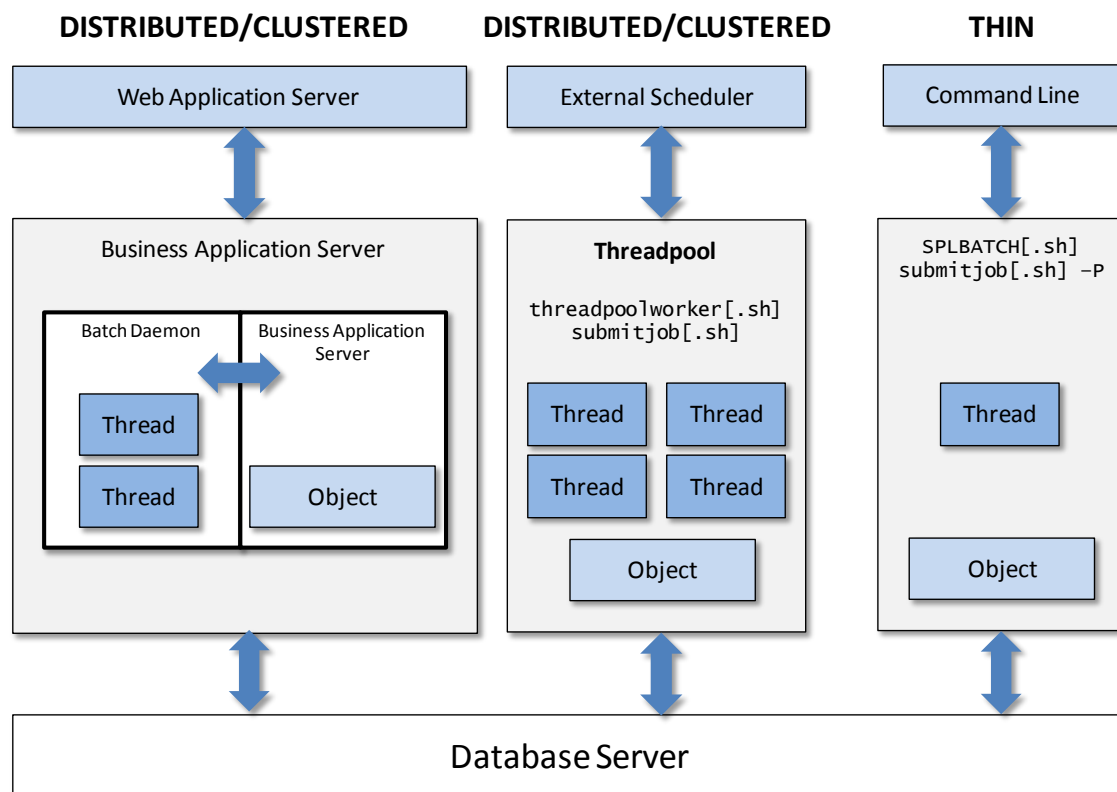 DISTRIBUTED/CLUSTERED
DISTRIBUTED/CLUSTERED
THIN
Web Application Server
External Scheduler
Command Line
Business Application Server
Batch Daemon
Business Application
Server
Thread
Thread
Object
Threadpool
threadpoolworker[.sh]
submitjob[.sh]
Thread
Thread
Thread
Thread
Object
SPLBATCH[.sh]
submitjob[.sh] –P
Thread
Object
Database Server